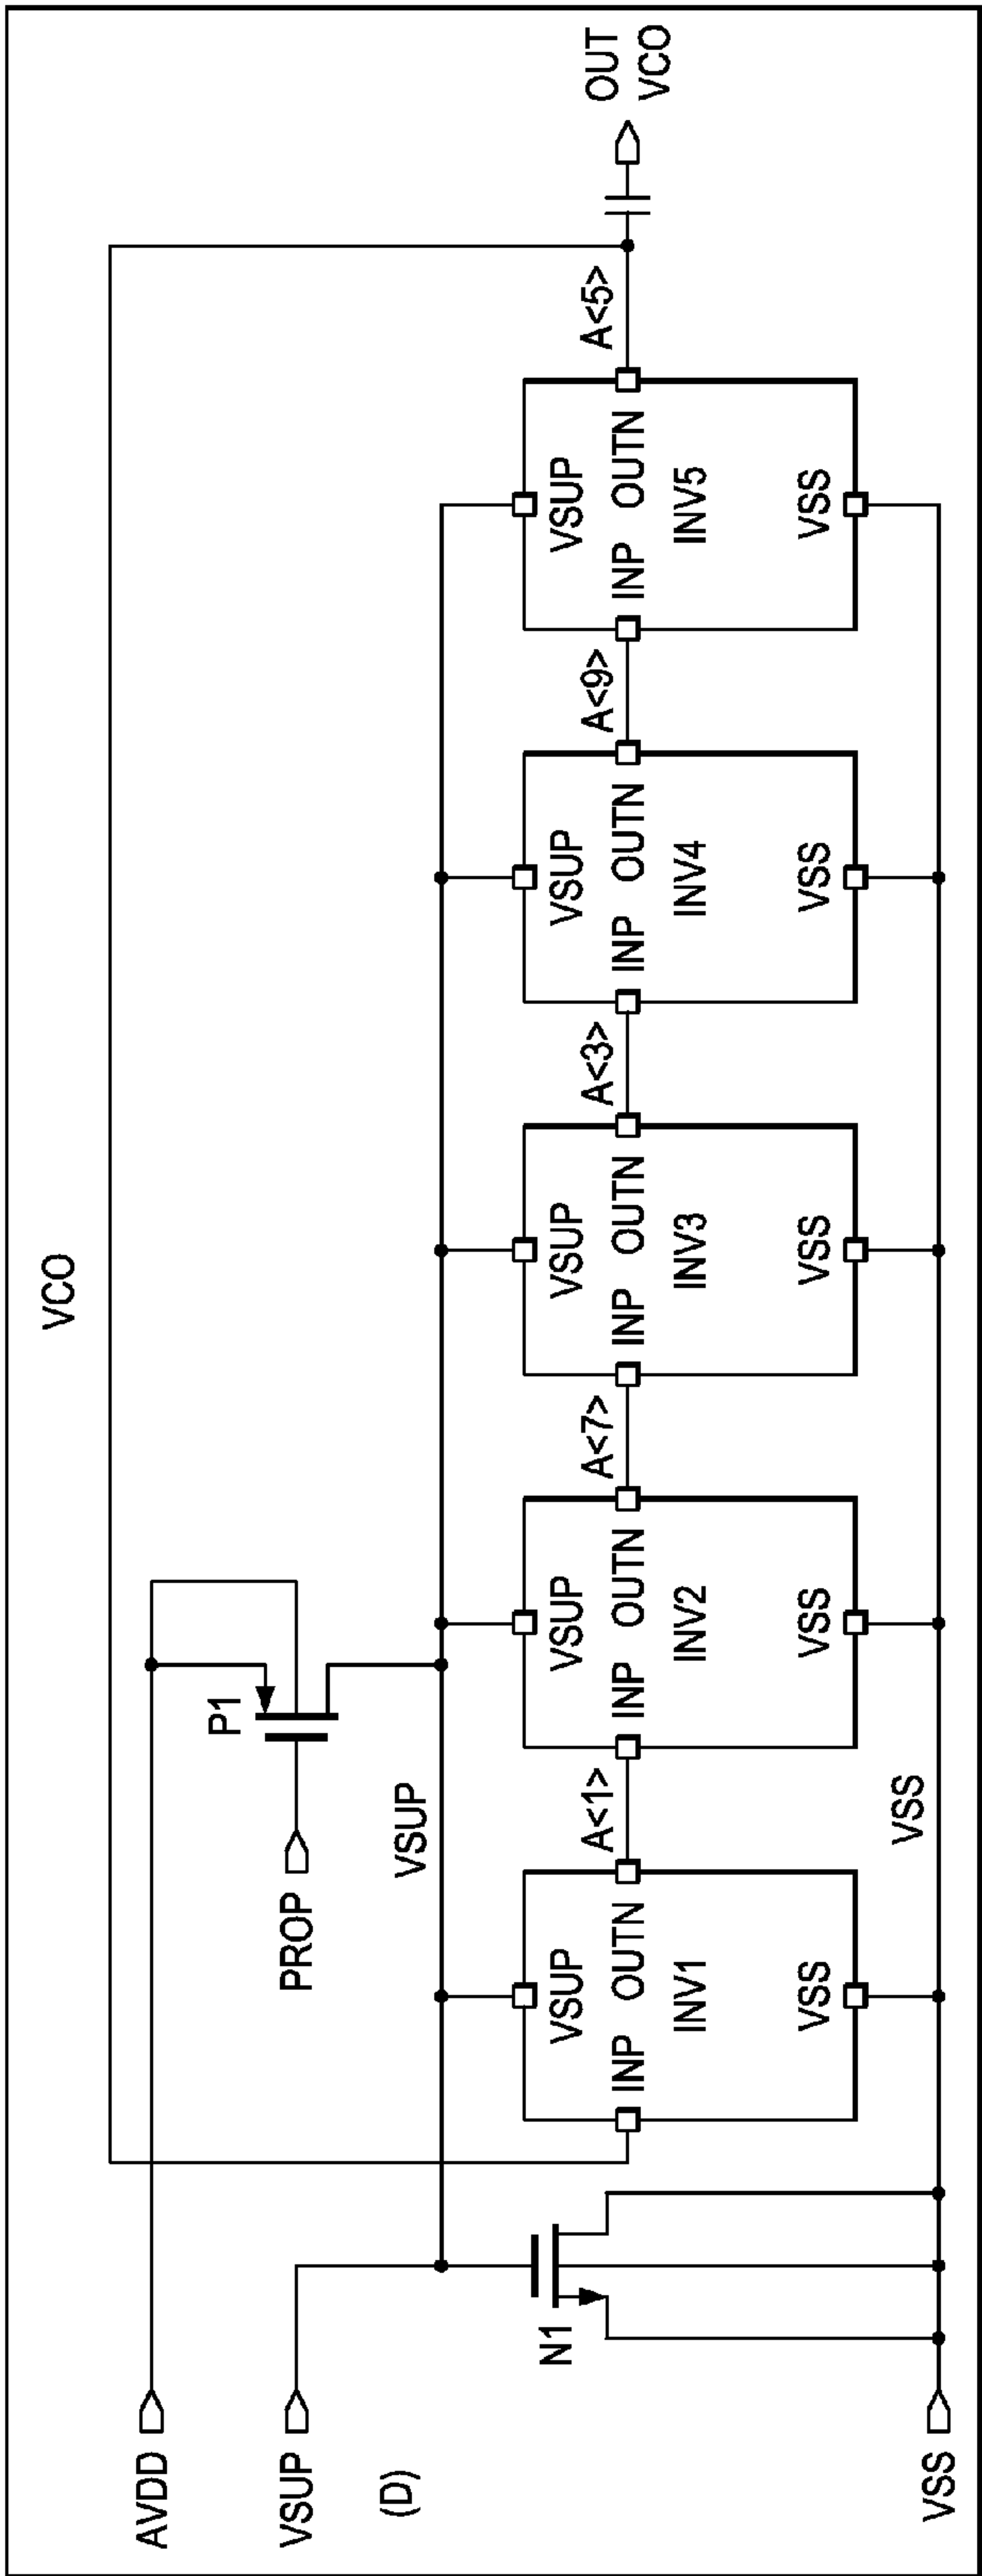 VCO
AVDD
P1
PROP
VSUP
(D)
VSUP
OUT
VCO
N1
A<1>
A<7>
A<3>
A<9>
A<5>
VSUP
INP OUTN
INV1
VSS
VSUP
INP OUTN
INV2
VSS
VSUP
INP OUTN
INV3
VSS
VSUP
INP OUTN
INV4
VSS
VSUP
INP OUTN
INV5
VSS
VSS
VSS